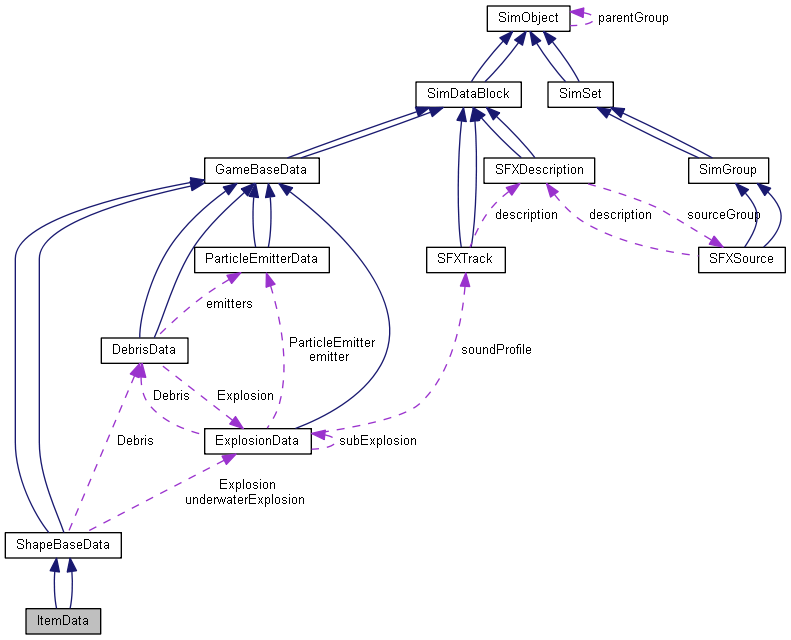 SimObject
parentGroup
SimDataBlock
SimSet
GameBaseData
SFXDescription
SimGroup
description
description
sourceGroup
ParticleEmitterData
SFXTrack
SFXSource
emitters
ParticleEmitter
emitter
soundProfile
DebrisData
Debris
Explosion
Debris
ExplosionData
subExplosion
Explosion
underwaterExplosion
ShapeBaseData
ItemData